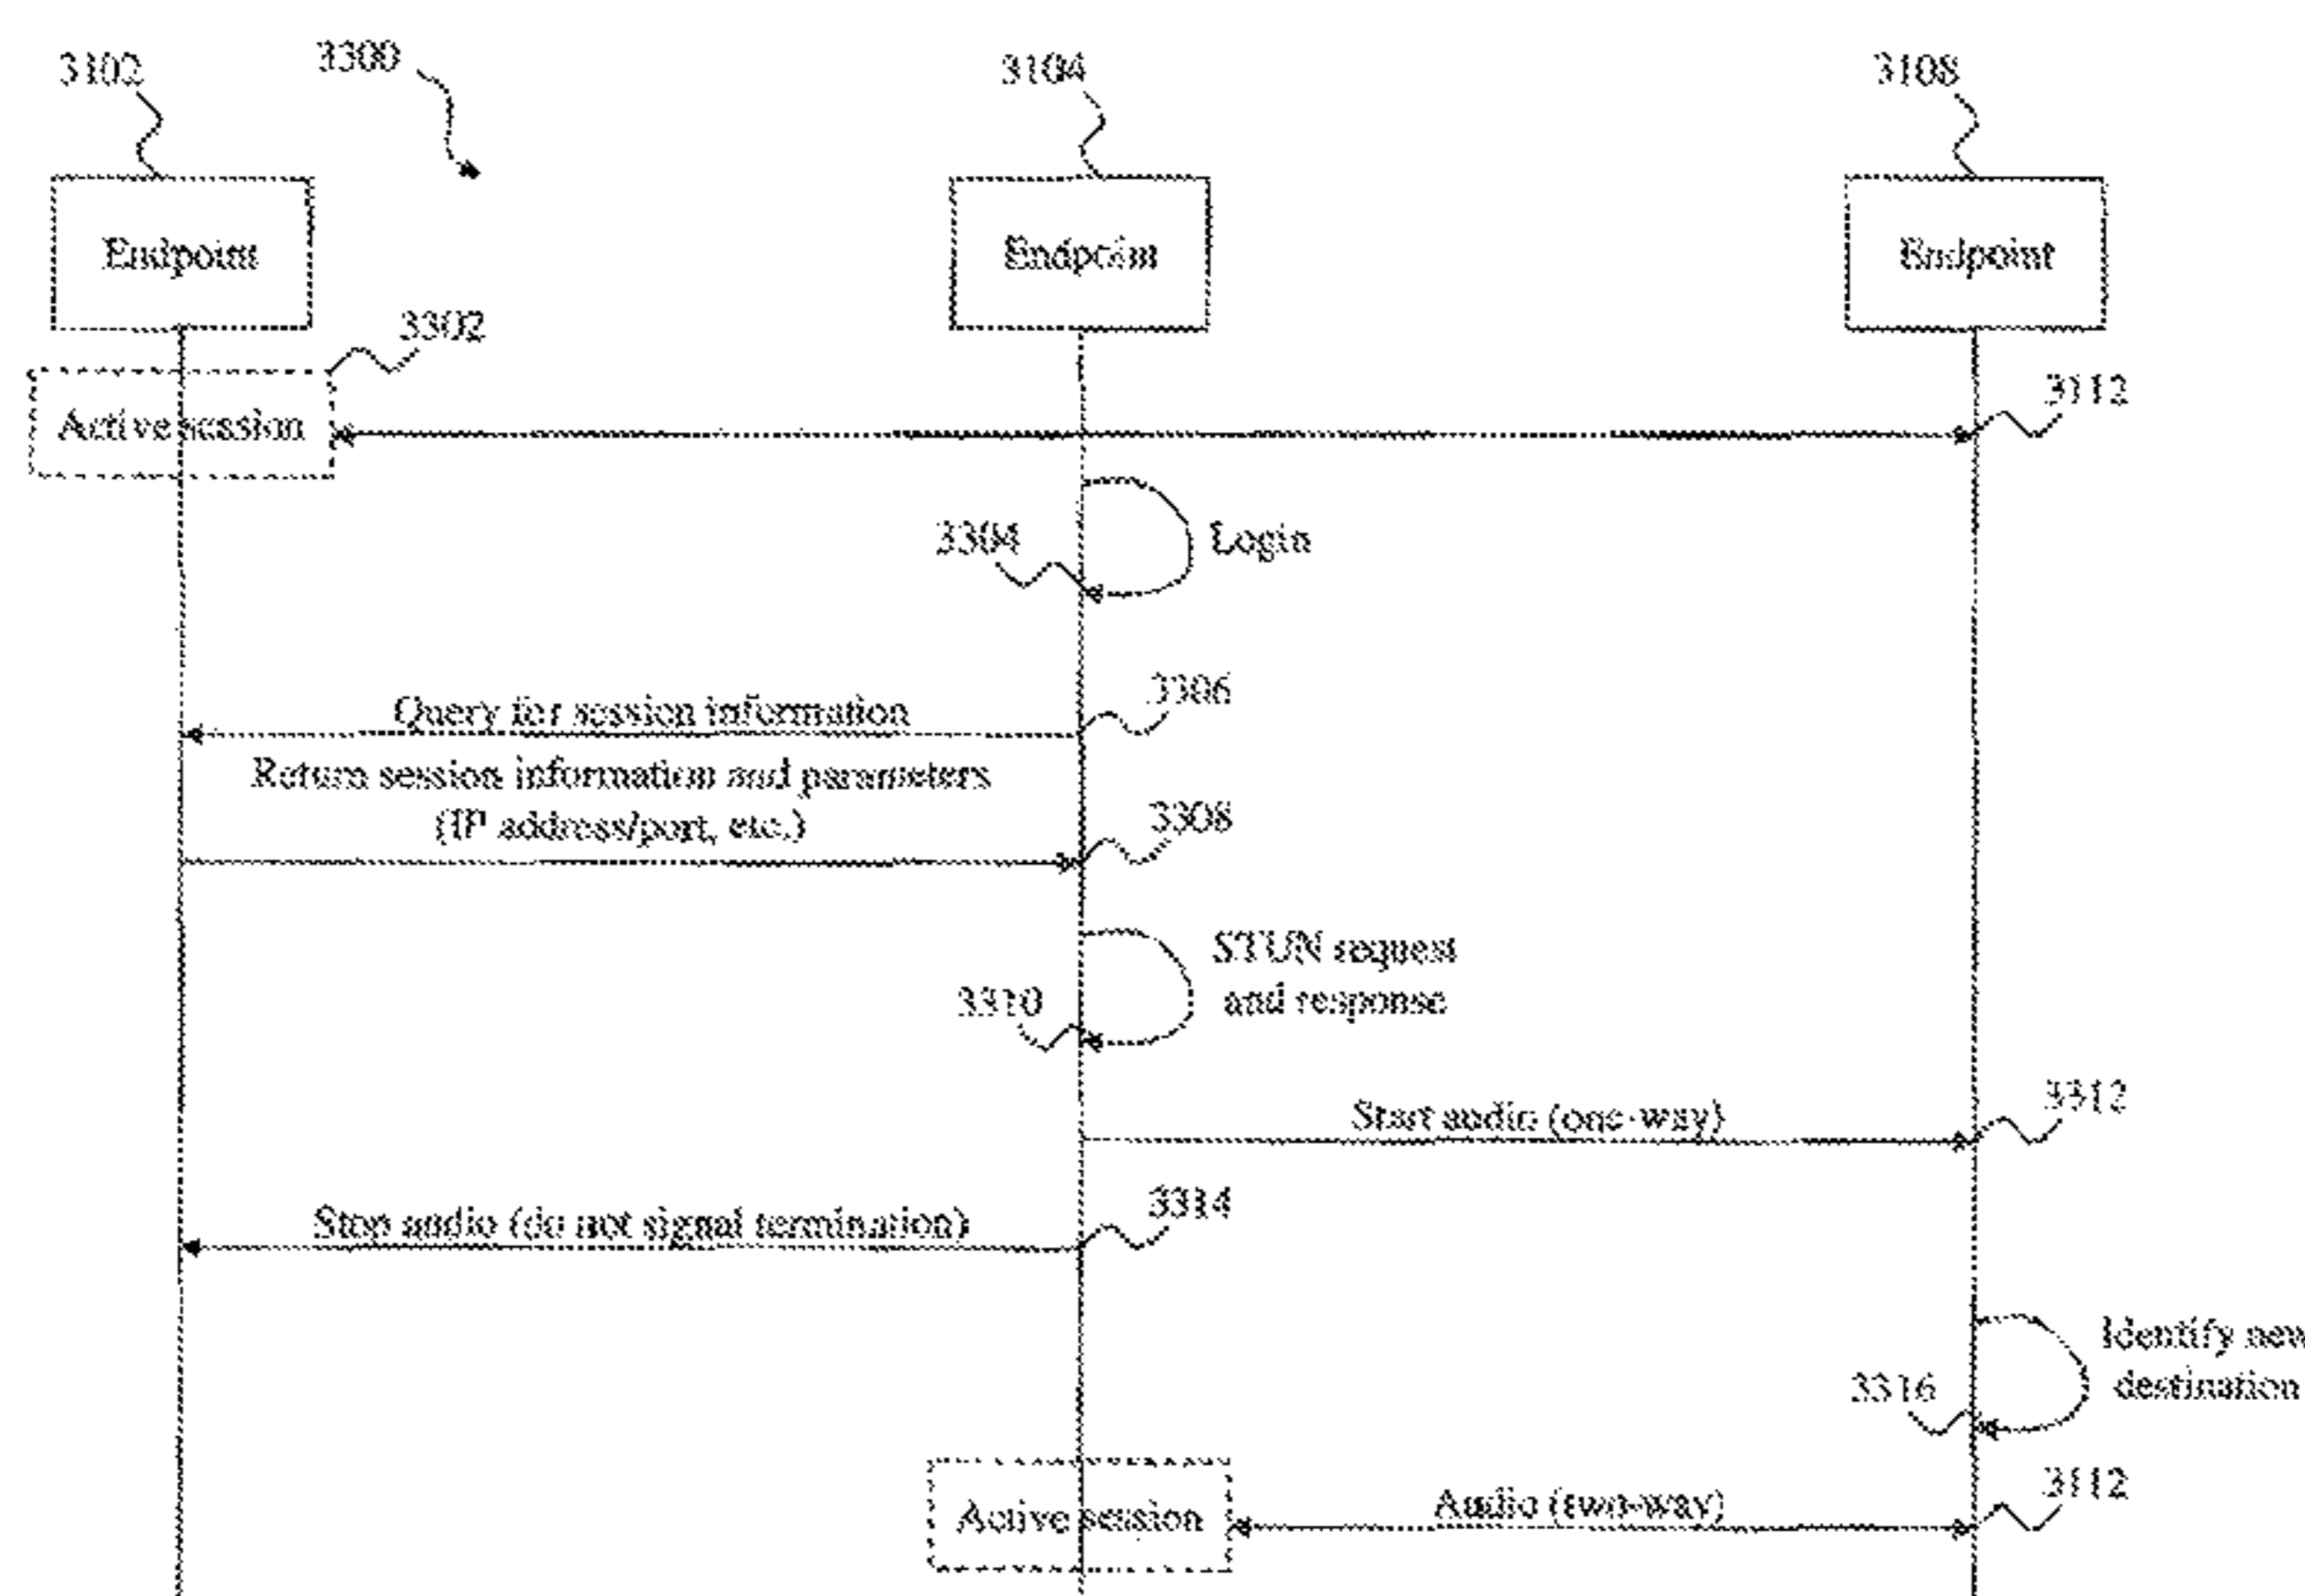 3102
3300
3104
3108
Endpoint
Endpoint
Endpoint
3302
Active session
3112
3304
Login
3306
Query for session information
Return session information and parameters
(IP address/port, etc.)
3308
STUN request
and response
3310
3312
Start audio (one-way)
3314
Stop audio (do not signal termination)
Identify new
destination
3316
3112
Active session
Audio (two-way)